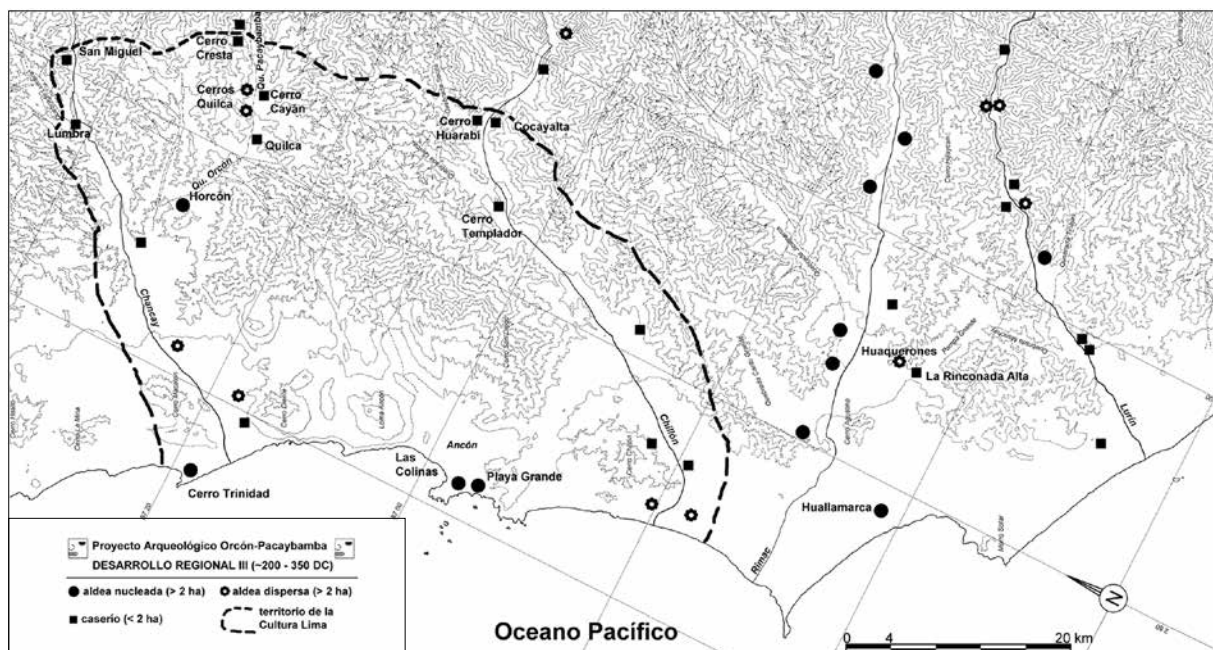 San Miguel
Cerro
Cresta
Qu. Pacaybamba
Cerros
Quilca
Cerro
Cayán
Lumbra
Quilca
Qu. Orcón
Horcón
Cerro
Huarabi
Cocayalta
Cerro
Templador
Chancay
Huaquerones
La Rinconada Alta
Lurín
Chillón
Ancón
Las
Colinas
Playa Grande
Cerro Trinidad
Huallamarca
Rimac
Proyecto Arqueológico Orcón-Pacaybamba
DESARROLLO REGIONAL III (~200 - 350 DC)
aldea nucleada (> 2 ha)
aldea dispersa (> 2 ha)
caserío (< 2 ha)
territorio de la
Cultura Lima
Oceano Pacífico
N
0 4 20 km